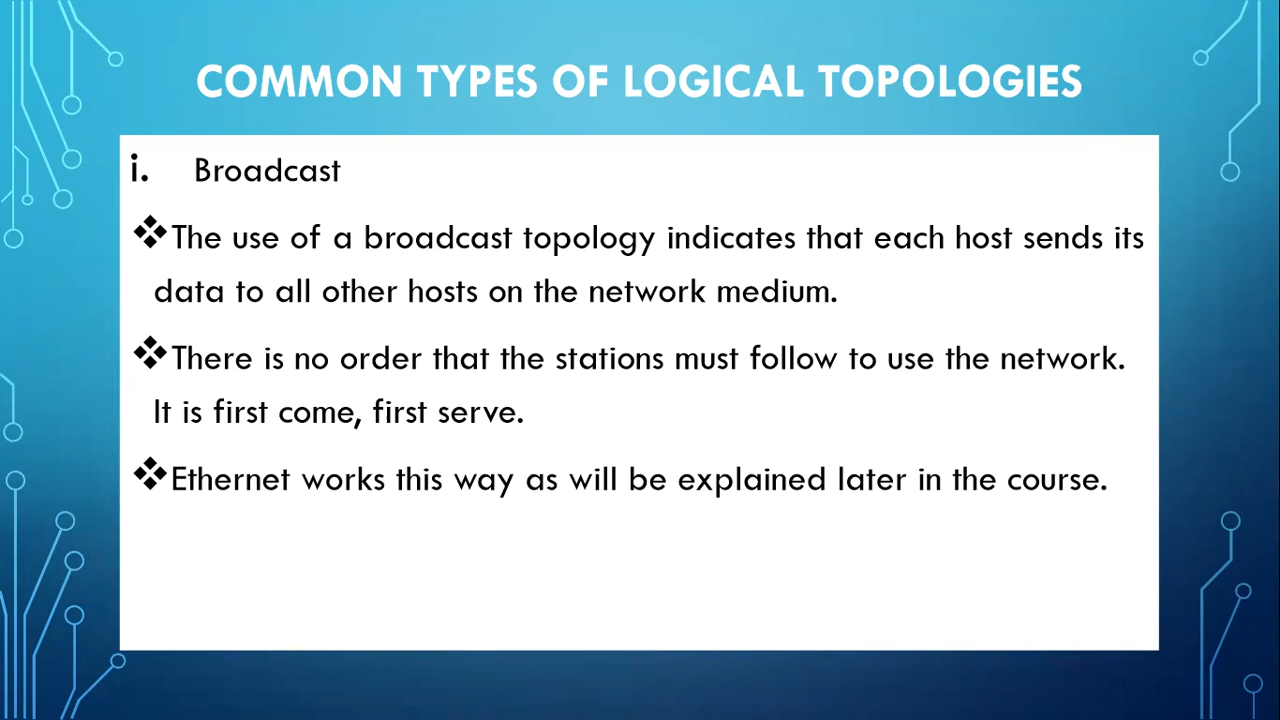 COMMON TYPES OF LOGICAL TOPOLOGIES
i. Broadcast
❖The use of a broadcast topology indicates that each host sends its
data to all other hosts on the network medium.
❖There is no order that the stations must follow to use the network.
It is first come, first serve.
❖Ethernet works this way as will be explained later in the course.